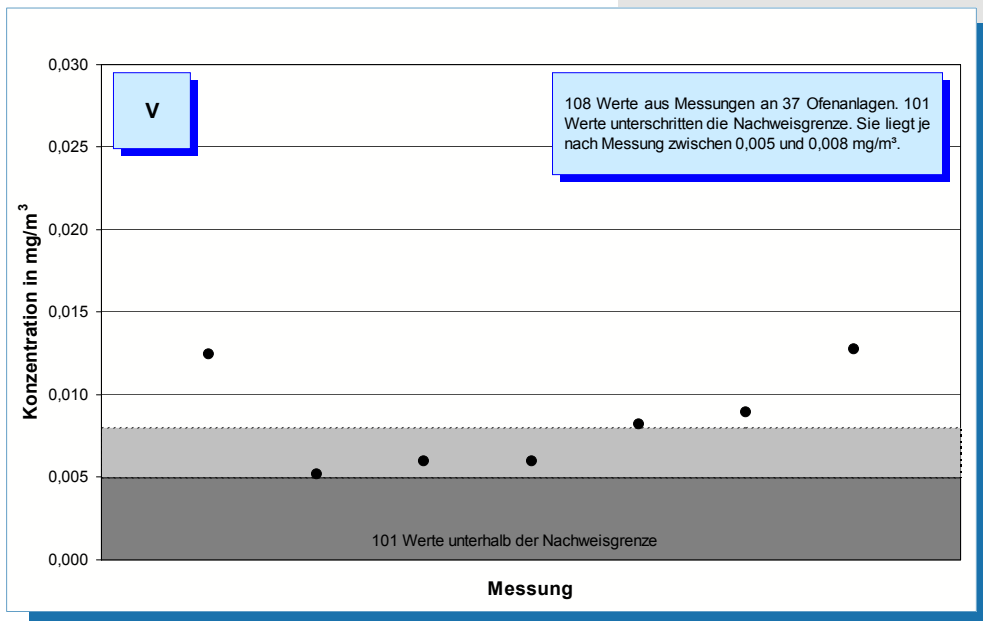 V
108 Werte aus Messungen an 37 Ofenanlagen. 101
Werte unterschritten die Nachweisgrenze. Sie liegt je
nach Messung zwischen 0,005 und 0,008 mg/m³.
Konzentration in mg/m³
0,030
0,025
0,020
0,015
0,010
0,005
0,000
101 Werte unterhalb der Nachweisgrenze
Messung